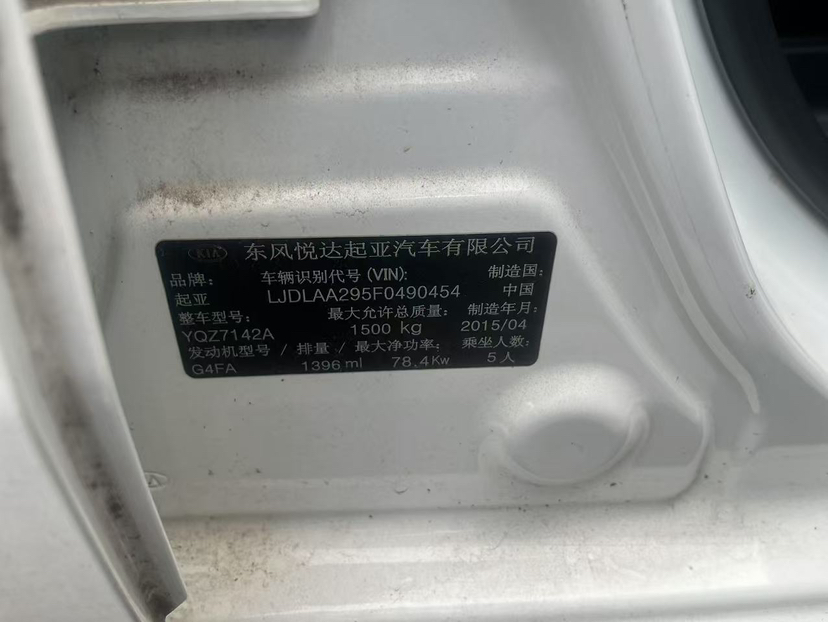 KIA 东风悦达起亚汽车有限公司
品牌: 车辆识别代号(VIN): 制造国:
起亚 LJDLAA295F0490454 中国
整车型号: 最大允许总质量: 制造年月:
YQZ7142A 1500 kg 2015/04
发动机型号 / 排量 / 最大净功率: 乘坐人数:
G4FA 1396 ml 78.4Kw 5人